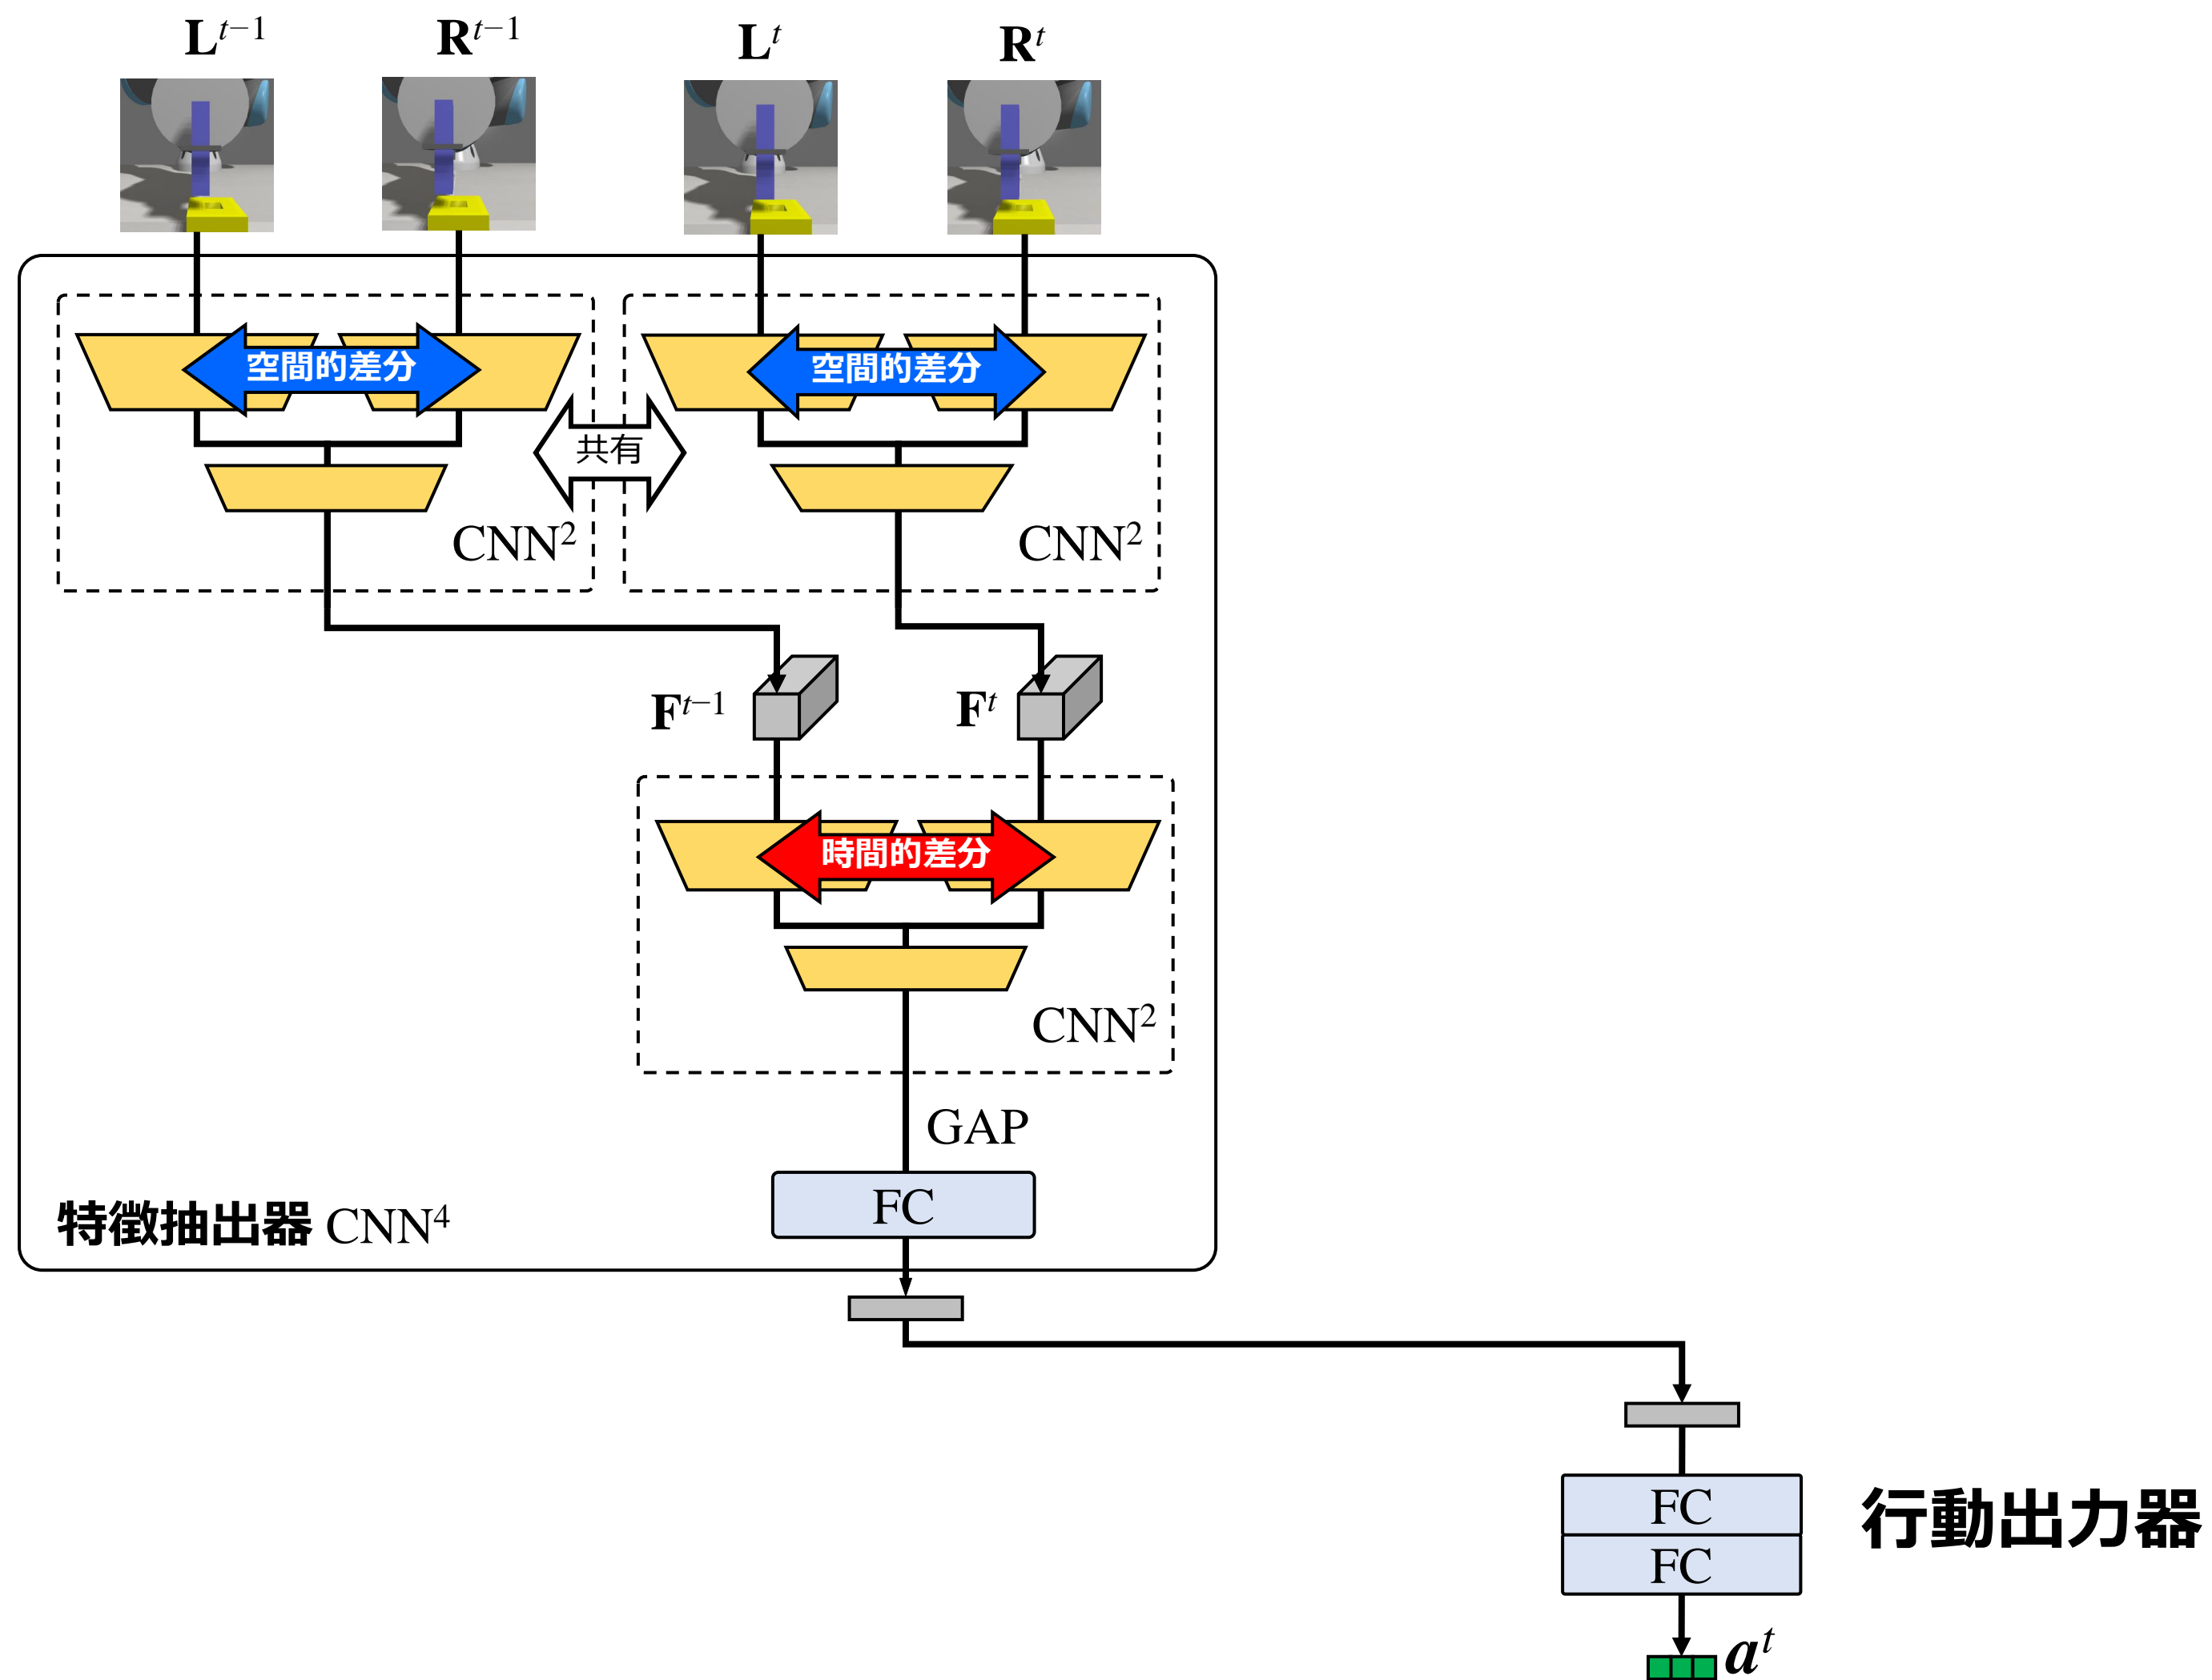 L^{t−1}
R^{t−1}
L^t
R^t
空間的差分
空間的差分
共有
CNN²
CNN²
F^{t−1}
F^t
時間的差分
CNN²
GAP
FC
特徴抽出器 CNN⁴
FC
FC
行動出力器
a^t